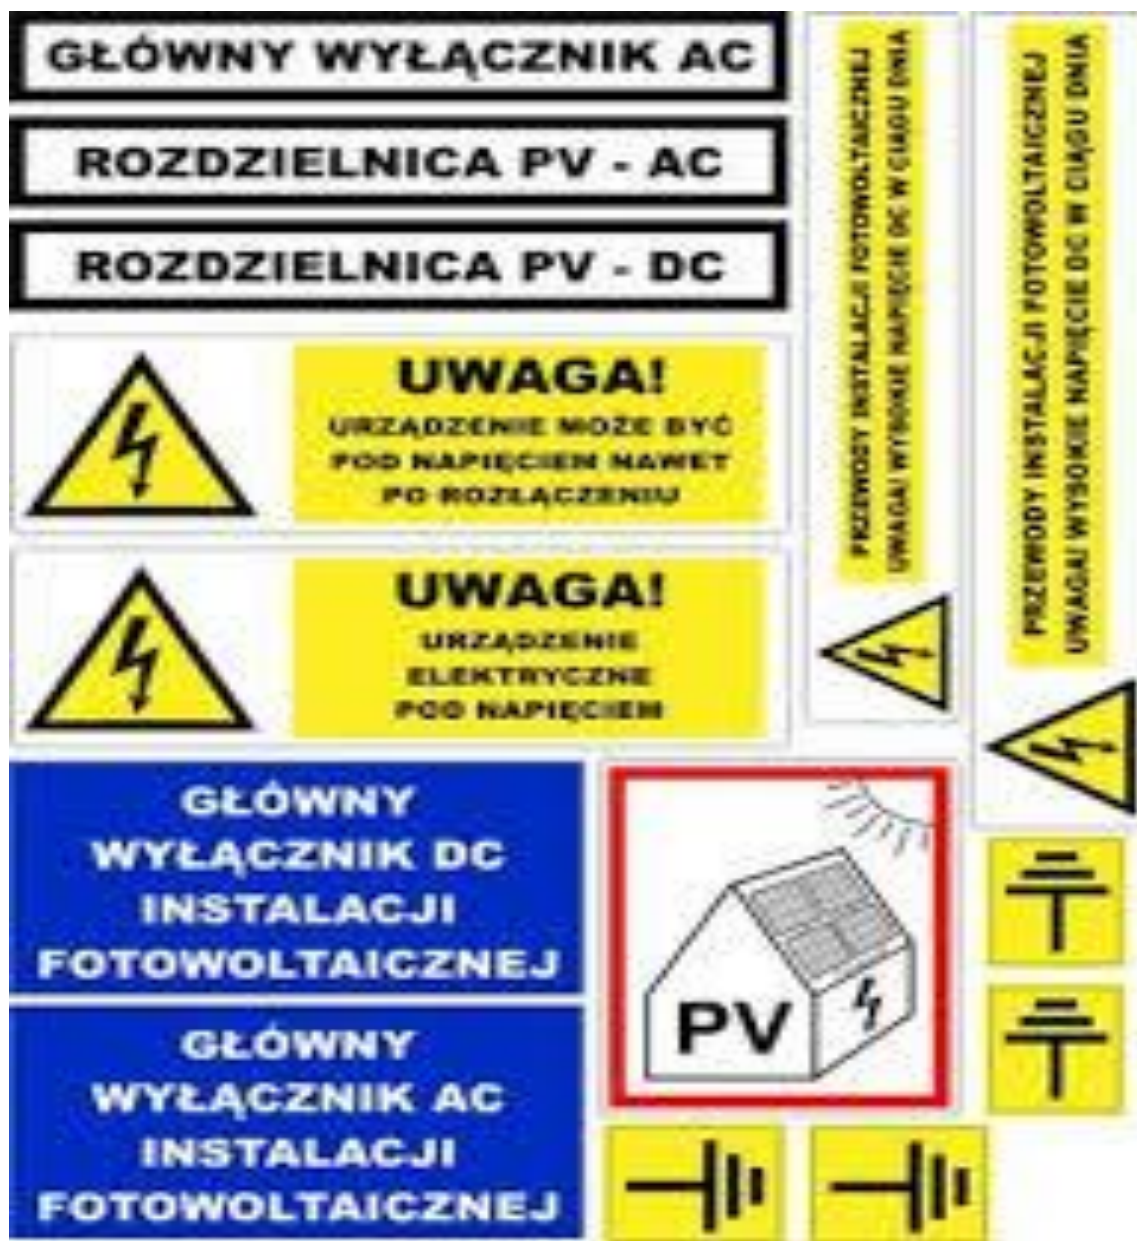 GŁÓWNY WYŁĄCZNIK AC
ROZDZIELNICA PV - AC
ROZDZIELNICA PV - DC
UWAGA!
URZĄDZENIE MOŻE BYĆ
POD NAPIĘCIEM NAWET
PO ROZŁĄCZENIU
UWAGA!
URZĄDZENIE
ELEKTRYCZNE
POD NAPIĘCIEM
PRZEWODY INSTALACJI FOTOWOLTAICZNEJ
UWAGA! WYSOKIE NAPIĘCIE DC W CIĄGU DNIA
PRZEWODY INSTALACJI FOTOWOLTAICZNEJ
UWAGA! WYSOKIE NAPIĘCIE DC W CIĄGU DNIA
GŁÓWNY
WYŁĄCZNIK DC
INSTALACJI
FOTOWOLTAICZNEJ
PV
GŁÓWNY
WYŁĄCZNIK AC
INSTALACJI
FOTOWOLTAICZNEJ